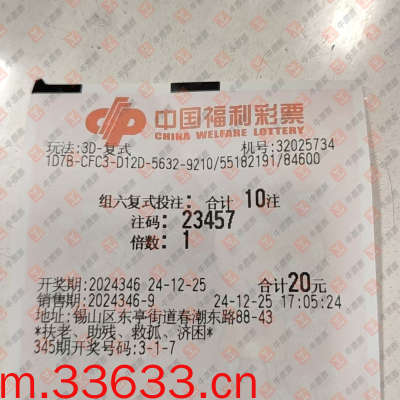 中国福利彩票
CHINA WELFARE LOTTERY
玩法:3D-复式 机号:32025734
1D7B-CFC3-D12D-5632-9210/55182191/84600
组六复式投注: 合计 10注
注码: 23457
倍数: 1
开奖期:2024346 24-12-25 合计20元
销售期:2024346-9 24-12-25 17:05:24
地址:锡山区东亭街道春潮东路88-43
*扶老、助残、救孤、济困*
345期开奖号码:3-1-7
m.33633.cn